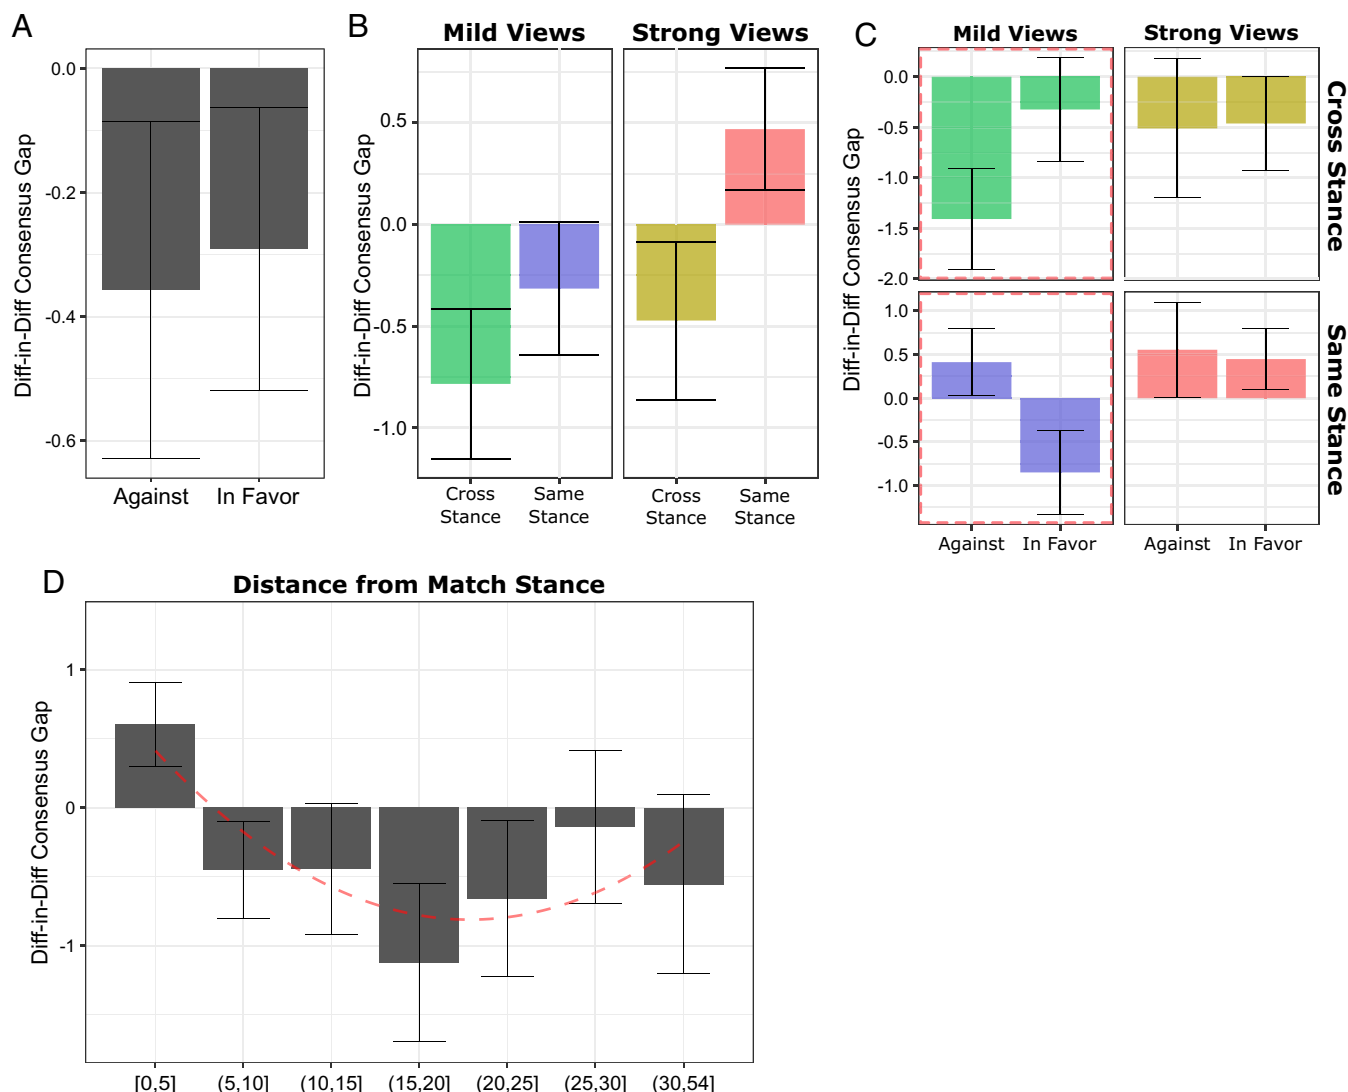 A
0.0
-0.2
-0.4
-0.6
Diff-in-Diff Consensus Gap
Against
In Favor
B
Mild Views
Strong Views
0.5
0.0
-0.5
-1.0
Diff-in-Diff Consensus Gap
Cross
Stance
Same
Stance
Cross
Stance
Same
Stance
C
Mild Views
Strong Views
0.0
-0.5
-1.0
-1.5
-2.0
1.0
0.5
0.0
-0.5
-1.0
Diff-in-Diff Consensus Gap
Cross Stance
Same Stance
Against
In Favor
Against
In Favor
D
Distance from Match Stance
1
0
-1
Diff-in-Diff Consensus Gap
[0,5]
(5,10]
(10,15]
(15,20]
(20,25]
(25,30]
(30,54]